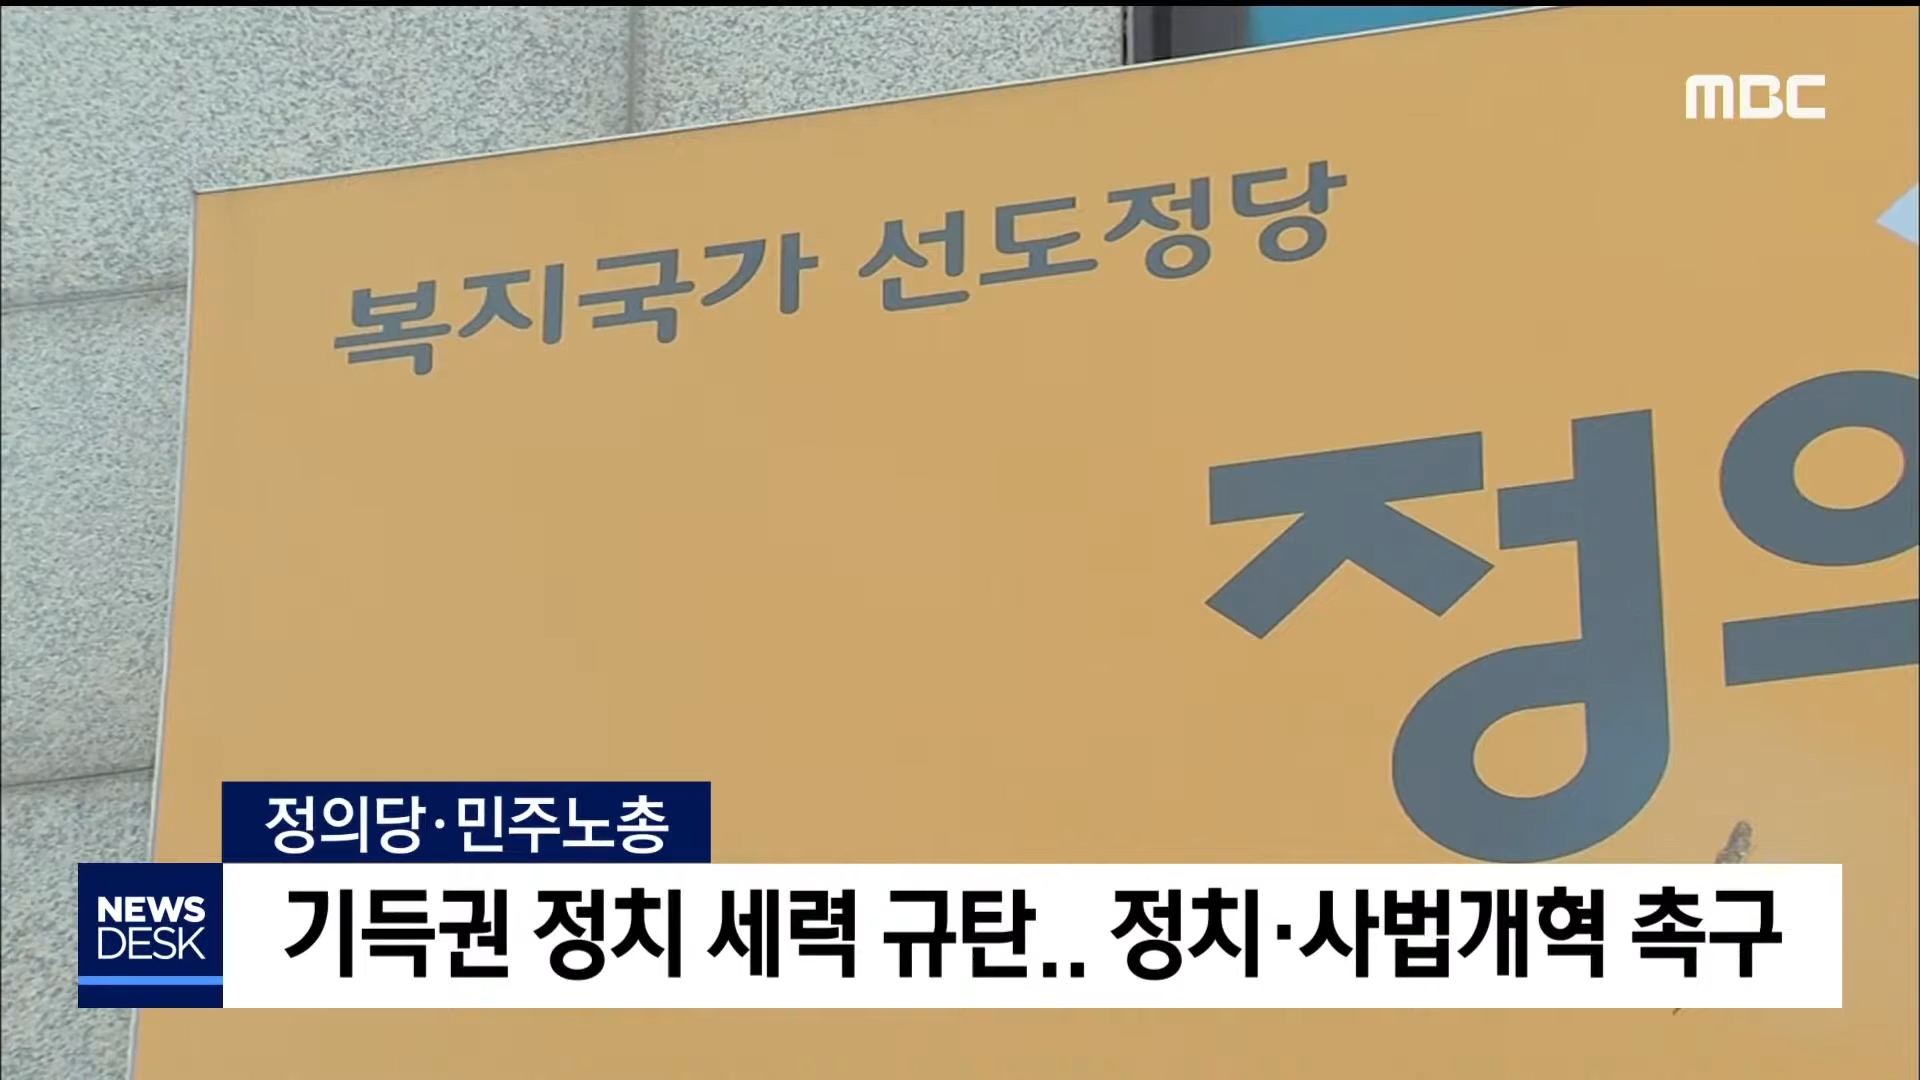 MBC
복지국가 선도정당
정의
정의당·민주노총
NEWS
DESK
기득권 정치 세력 규탄.. 정치·사법개혁 촉구